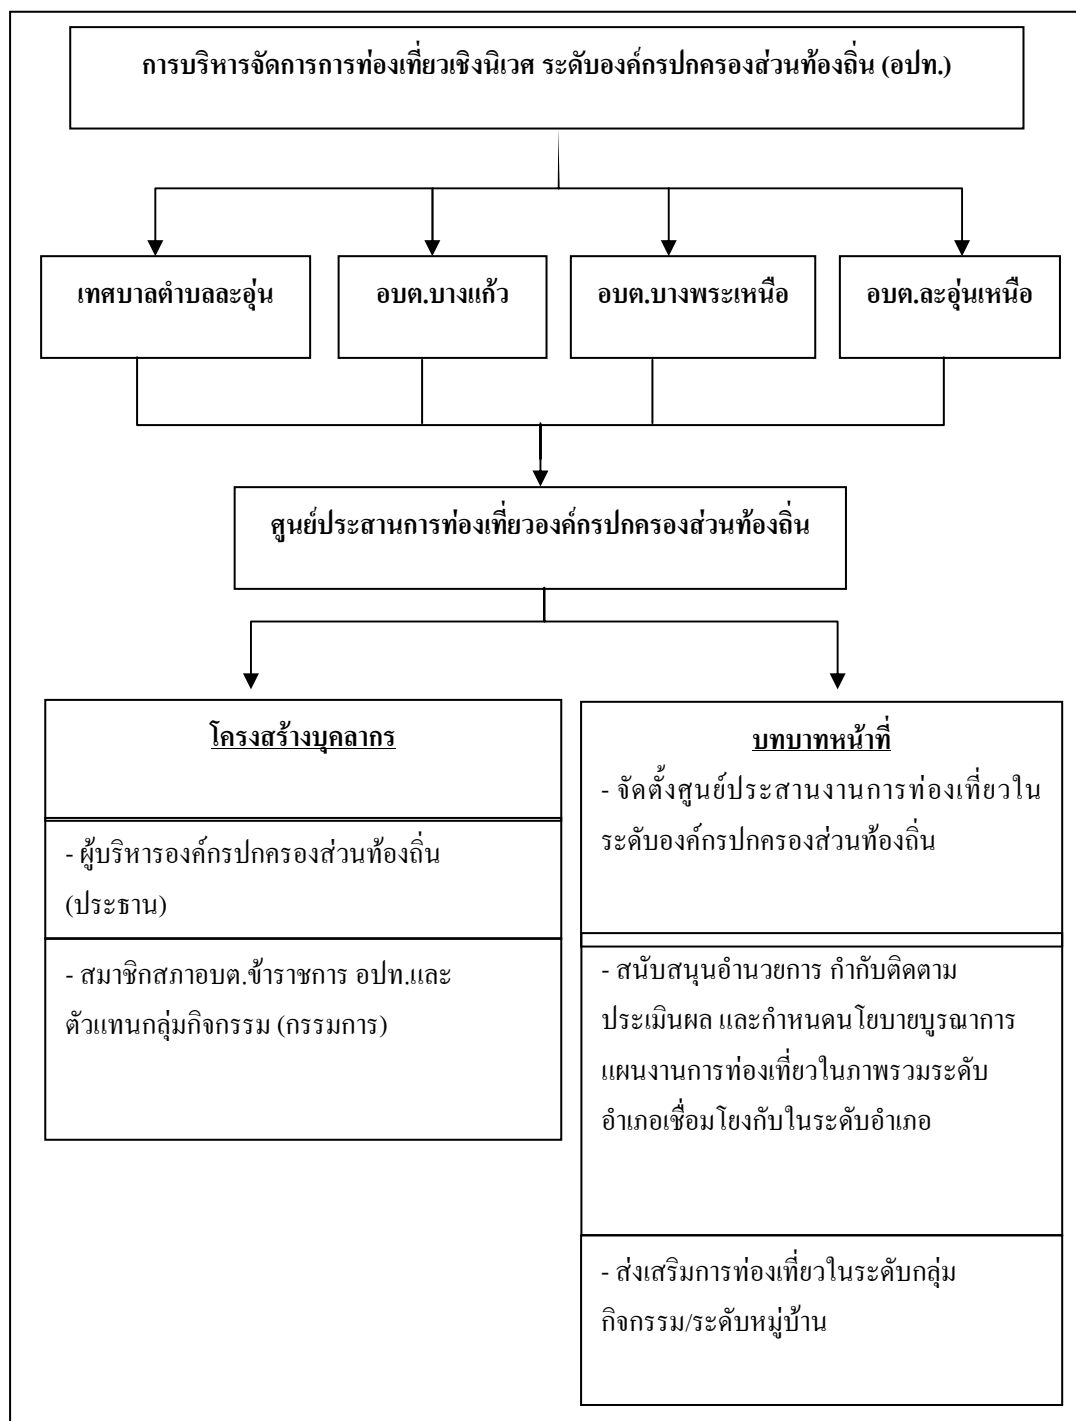 การบริหารจัดการการท่องเที่ยวเชิงนิเวศ ระดับองค์กรปกครองส่วนท้องถิ่น (อปท.)
เทศบาลตำบลละอุ่น
อบต.บางแก้ว
อบต.บางพระเหนือ
อบต.ละอุ่นเหนือ
ศูนย์ประสานการท่องเที่ยวองค์กรปกครองส่วนท้องถิ่น
โครงสร้างบุคลากร
- ผู้บริหารองค์กรปกครองส่วนท้องถิ่น
(ประธาน)
- สมาชิกสภาอบต.ข้าราชการ อปท.และ
ตัวแทนกลุ่มกิจกรรม (กรรมการ)
บทบาทหน้าที่
- จัดตั้งศูนย์ประสานงานการท่องเที่ยวใน
ระดับองค์กรปกครองส่วนท้องถิ่น
- สนับสนุนอำนวยการ กำกับติดตาม
ประเมินผล และกำหนดนโยบายบูรณาการ
แผนงานการท่องเที่ยวในภาพรวมระดับ
อำเภอเชื่อมโยงกับในระดับอำเภอ
- ส่งเสริมการท่องเที่ยวในระดับกลุ่ม
กิจกรรม/ระดับหมู่บ้าน